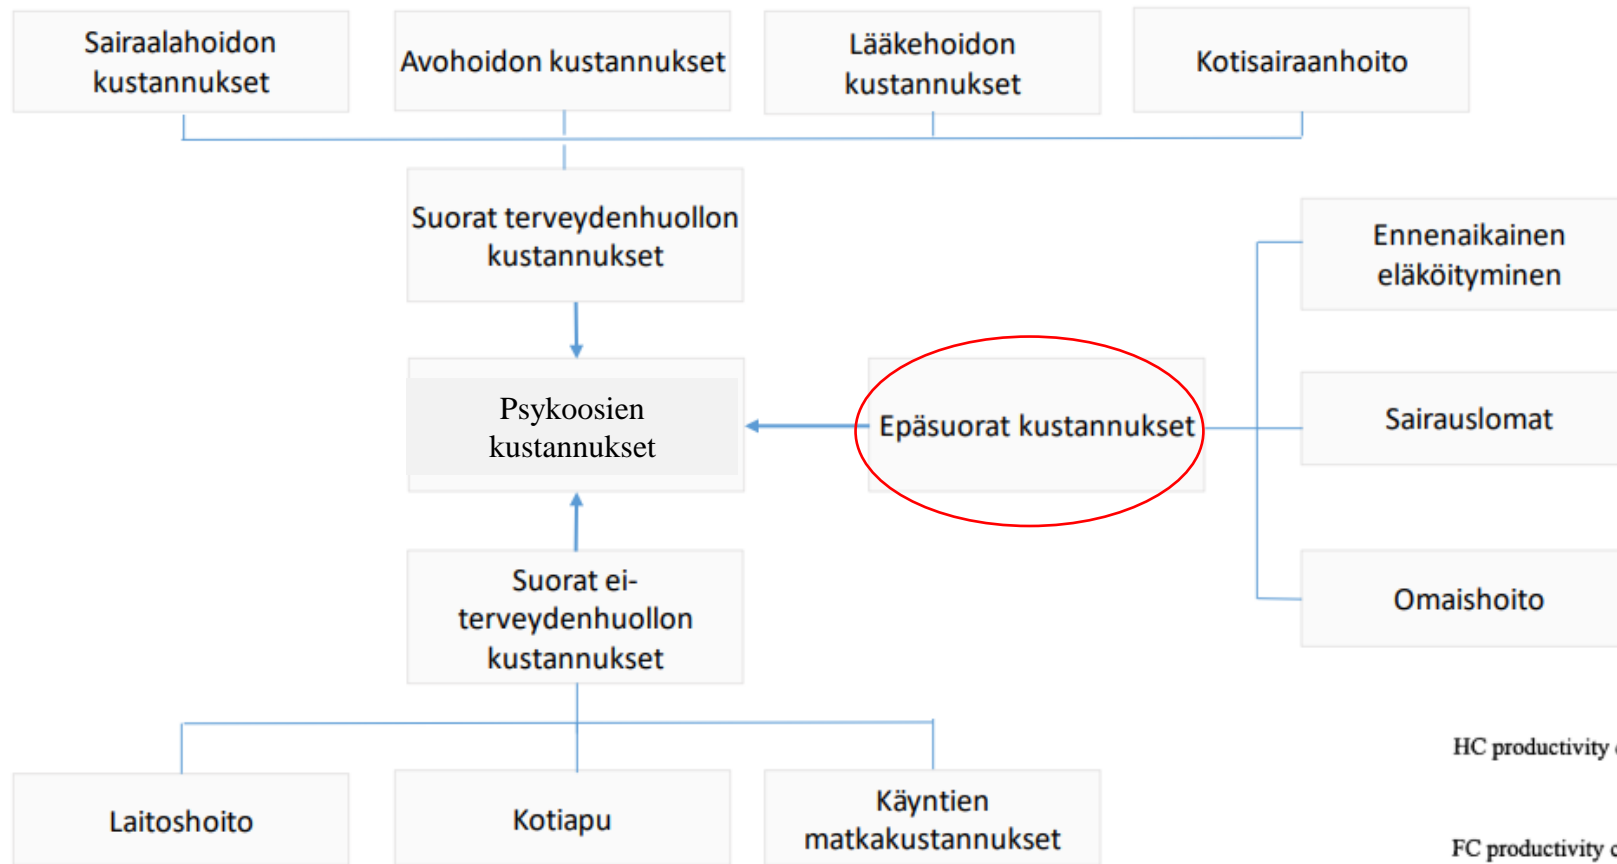 Sairaalahoidon
kustannukset
Avohoidon kustannukset
Lääkehoidon
kustannukset
Kotisairaanhoito
Suorat terveydenhuollon
kustannukset
Ennenaikainen
eläköityminen
Psykoosien
kustannukset
Epäsuorat kustannukset
Sairauslomat
Suorat ei-
terveydenhuollon
kustannukset
Omaishoito
HC productivity
Laitoshoito
Kotiapu
Käyntien
matkakustannukset
FC productivity